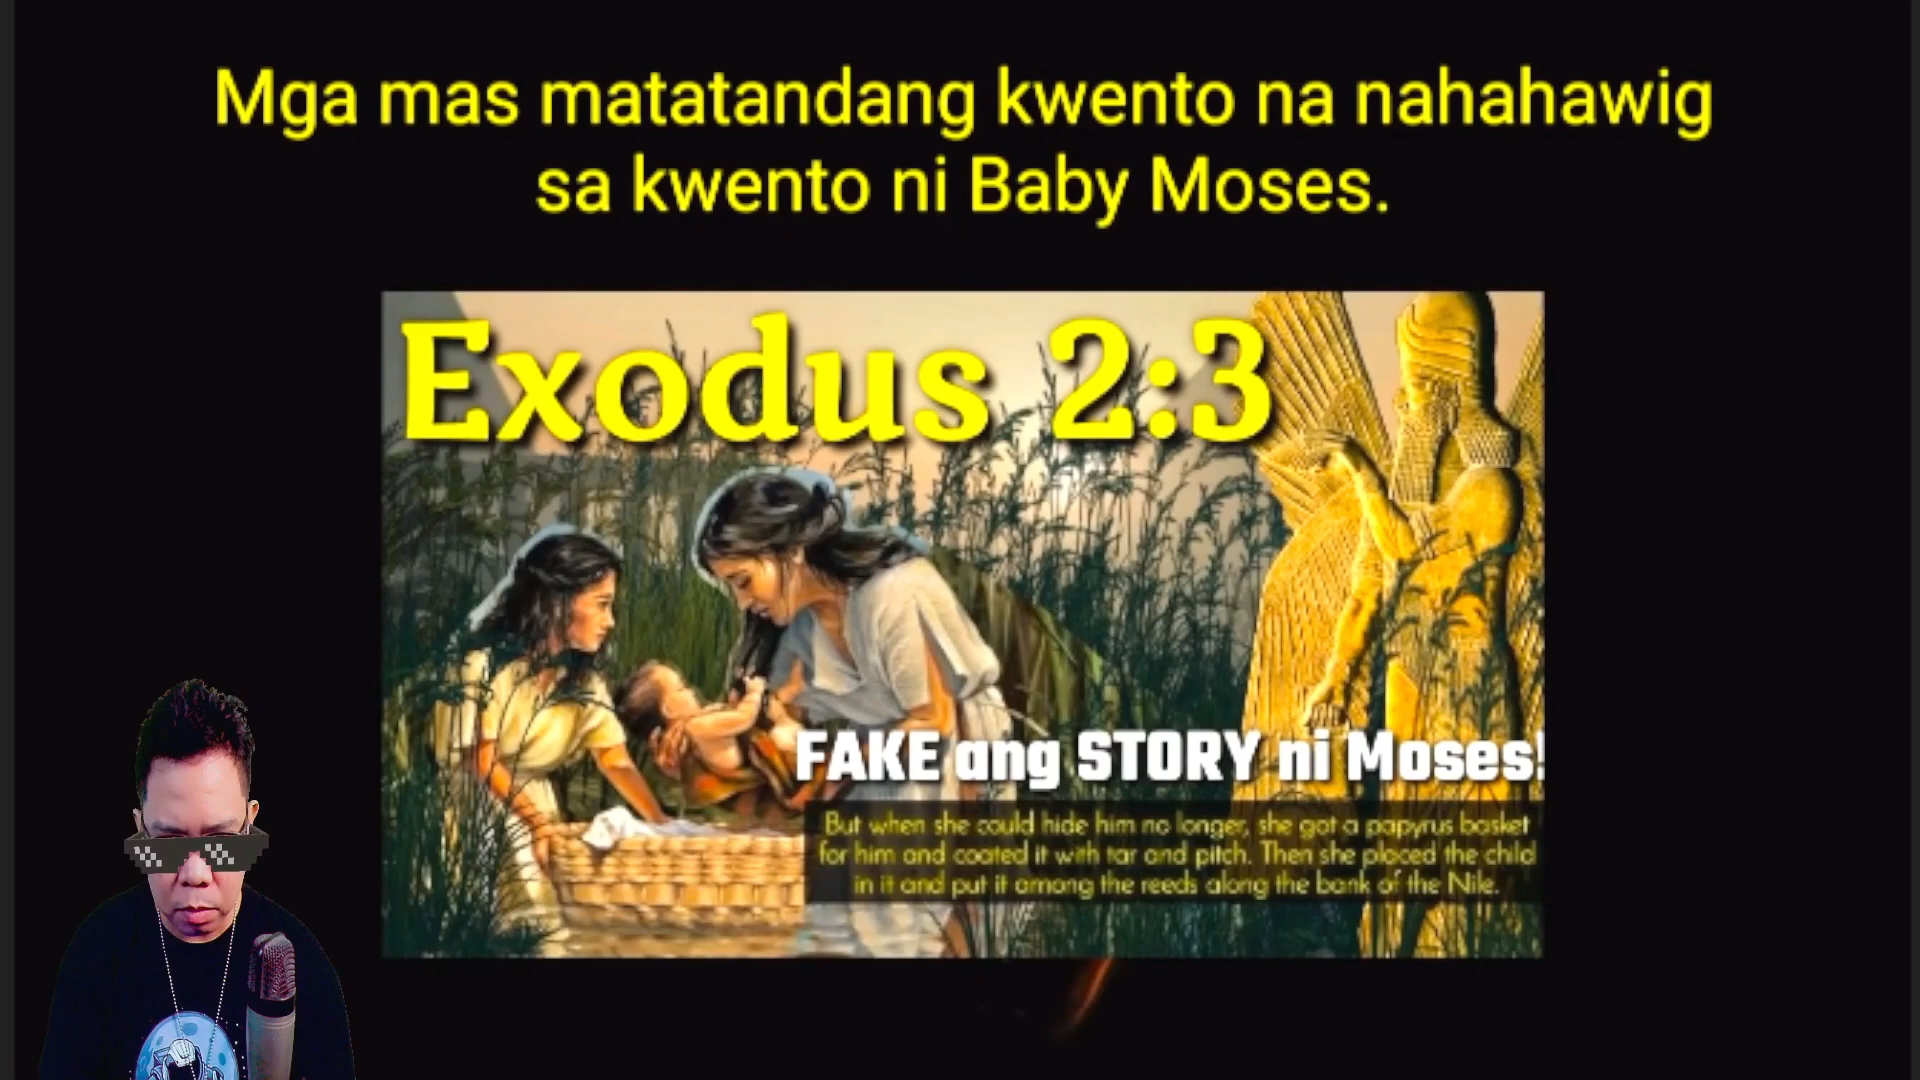 Mga mas matatandang kwento na nahahawig
sa kwento ni Baby Moses.
Exodus 2:3
FAKE ang STORY ni Moses!
But when she could hide him no longer, she got a papyrus basket
for him and coated it with tar and pitch. Then she placed the child
in it and put it among the reeds along the bank of the Nile.